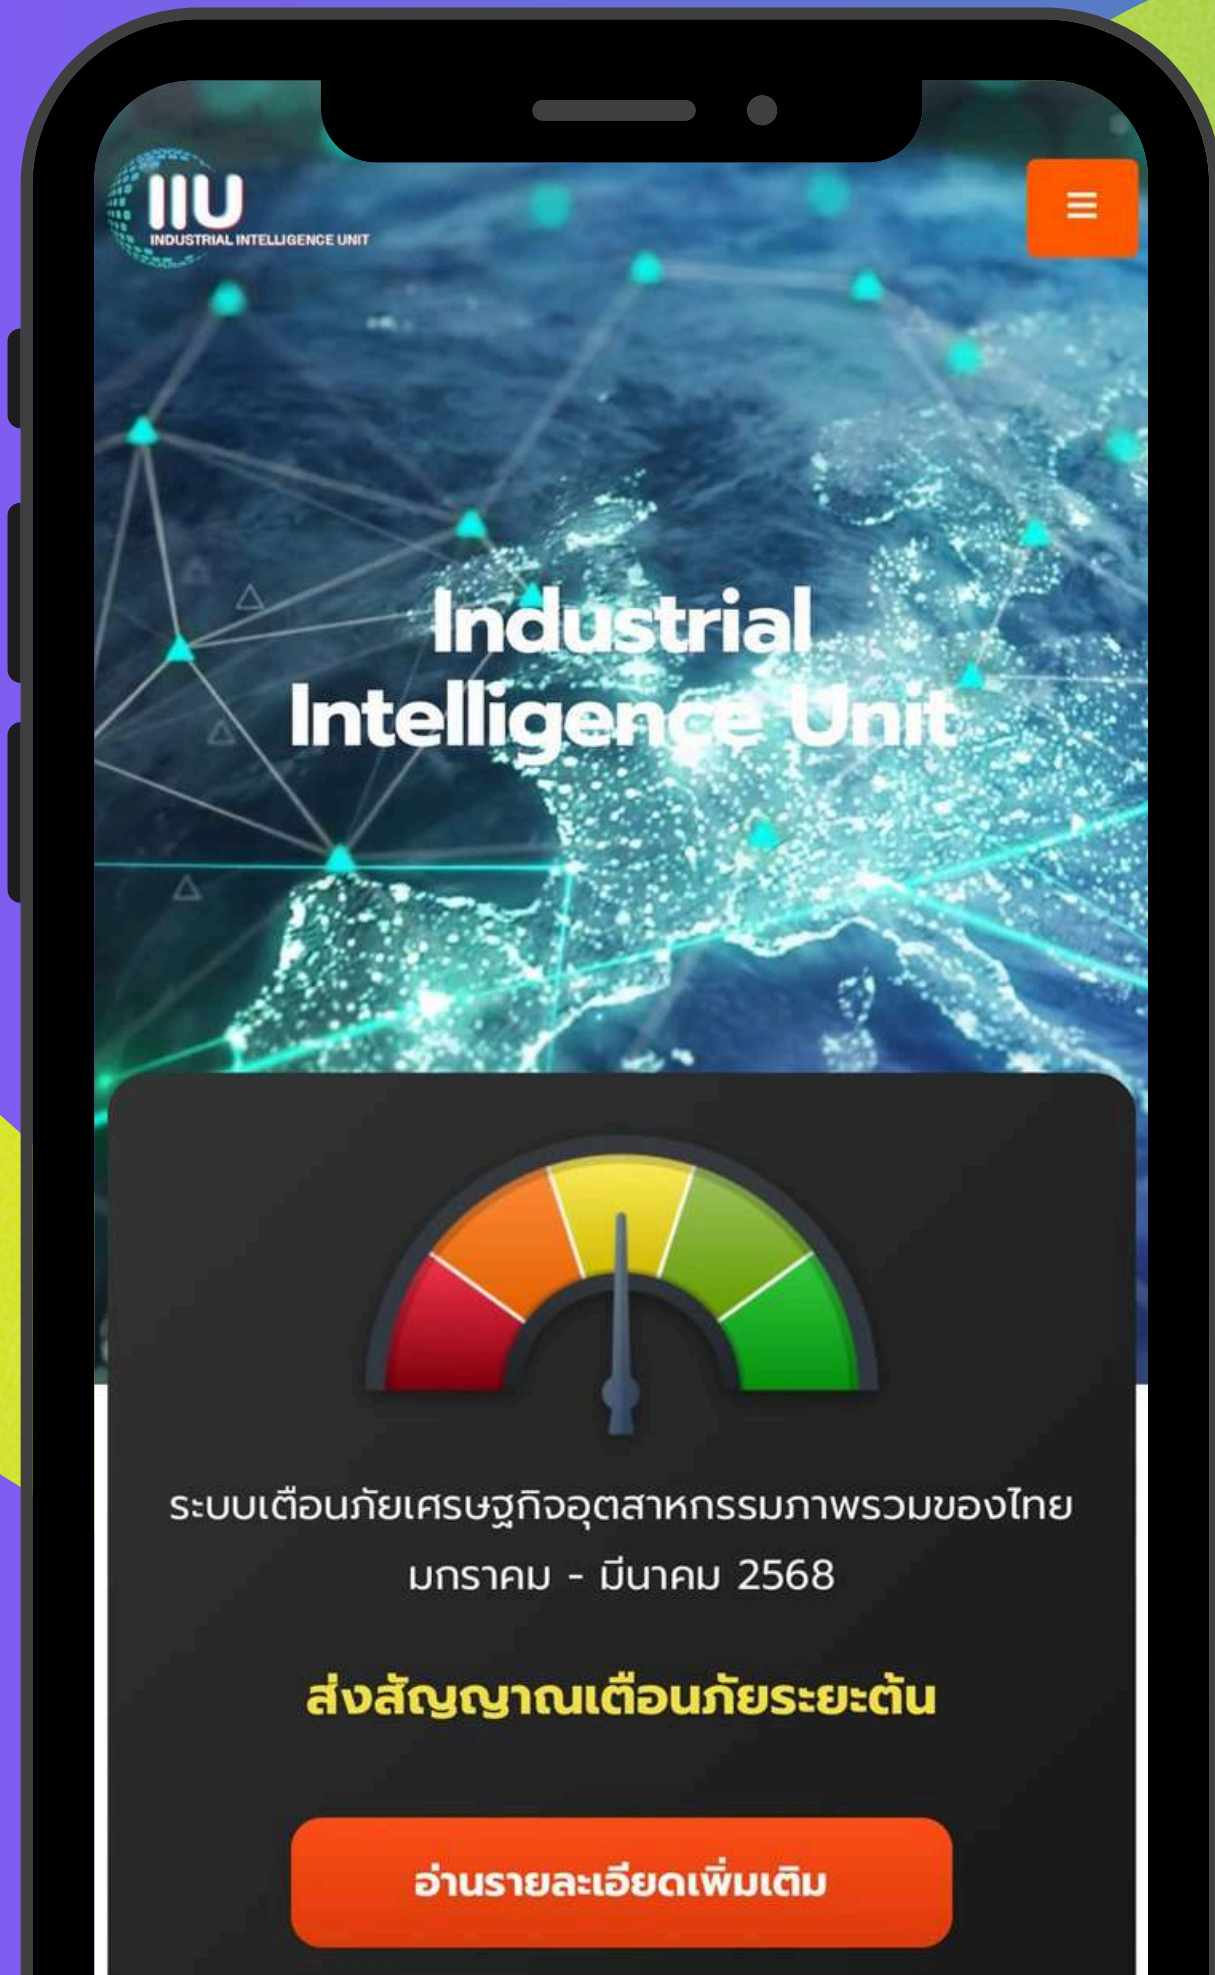 IIU
INDUSTRIAL INTELLIGENCE UNIT
Industrial
Intelligence Unit
ระบบเตือนภัยเศรษฐกิจอุตสาหกรรมภาพรวมของไทย
มกราคม - มีนาคม 2568
ส่งสัญญาณเตือนภัยระยะต้น
อ่านรายละเอียดเพิ่มเติม